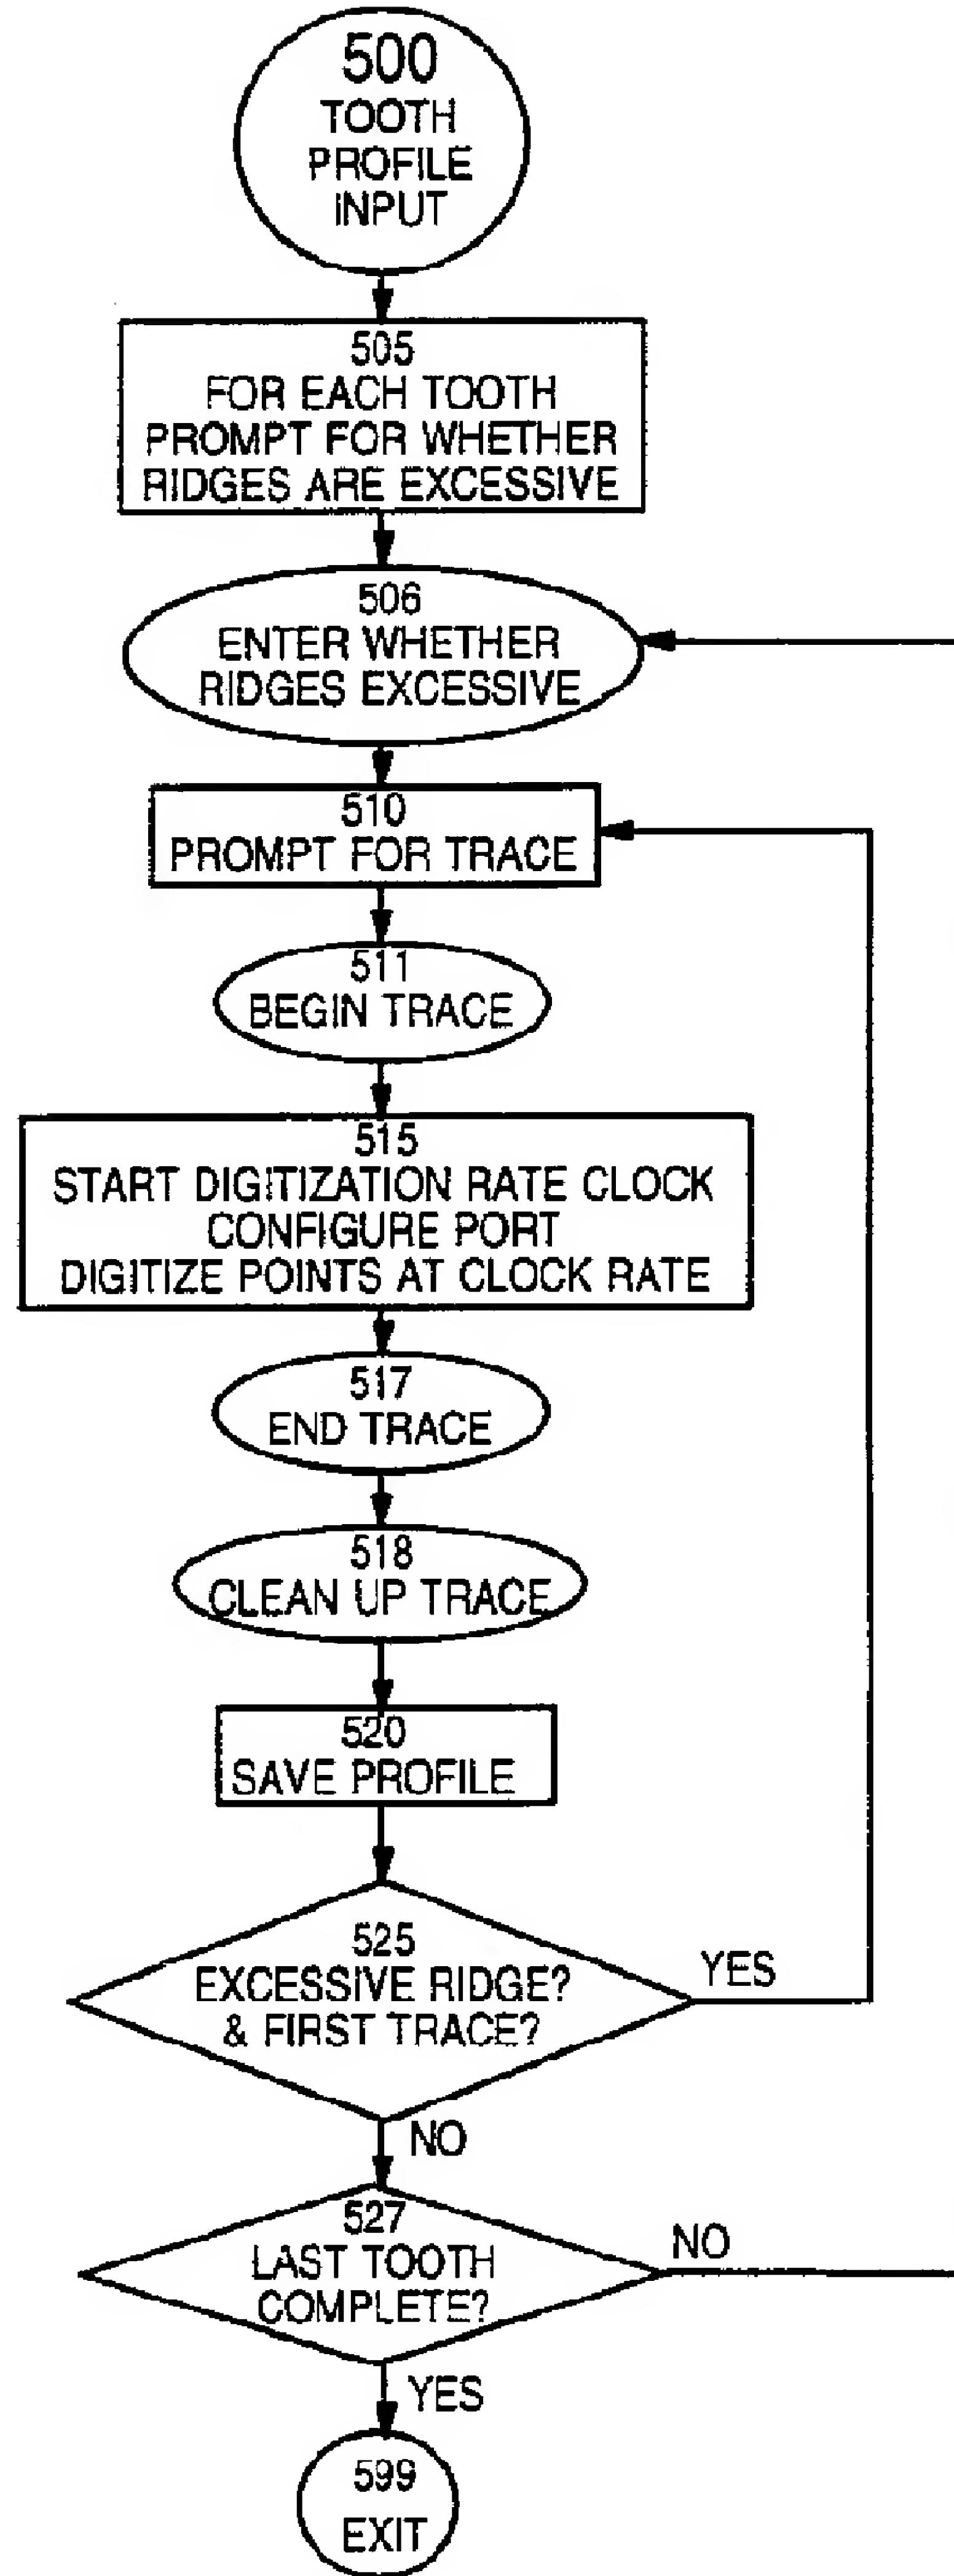 500
TOOTH
PROFILE
INPUT
505
FOR EACH TOOTH
PROMPT FOR WHETHER
RIDGES ARE EXCESSIVE
506
ENTER WHETHER
RIDGES EXCESSIVE
510
PROMPT FOR TRACE
511
BEGIN TRACE
515
START DIGITIZATION RATE CLOCK
CONFIGURE PORT
DIGITIZE POINTS AT CLOCK RATE
517
END TRACE
518
CLEAN UP TRACE
520
SAVE PROFILE
525
EXCESSIVE RIDGE?
& FIRST TRACE?
YES
NO
527
LAST TOOTH
COMPLETE?
NO
YES
599
EXIT